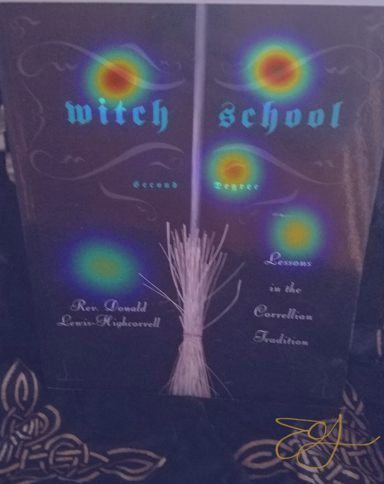 witch school
Second Degree
Lessons
in the
Correllian
Tradition
Rev. Donald
Lewis-Highcorrell